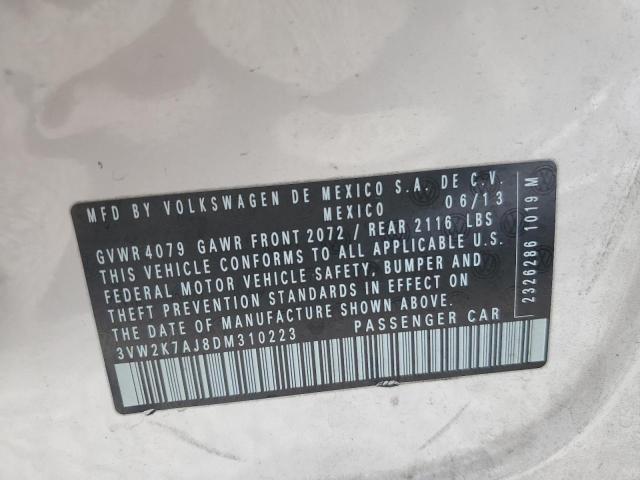 MFD BY VOLKSWAGEN DE MEXICO S.A. DE C.V.
MEXICO 06/13
GVWR 4079 GAWR FRONT 2072 / REAR 2116 LBS
THIS VEHICLE CONFORMS TO ALL APPLICABLE U.S.
FEDERAL MOTOR VEHICLE SAFETY, BUMPER AND
THEFT PREVENTION STANDARDS IN EFFECT ON
THE DATE OF MANUFACTURE SHOWN ABOVE.
3VW2K7AJ8DM310223 PASSENGER CAR
2326286 1019 M